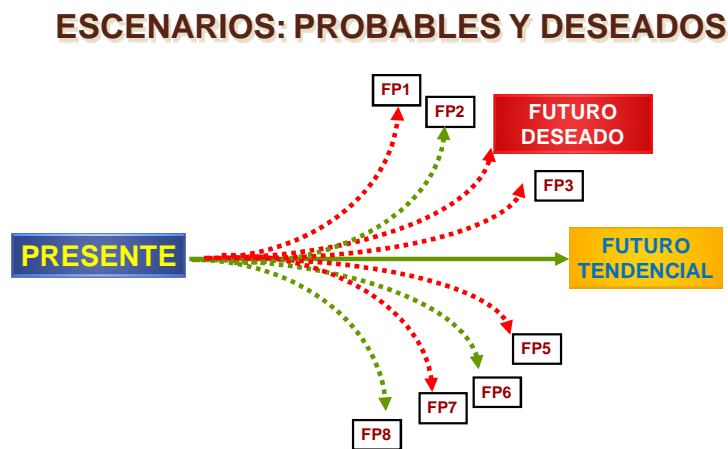 ESCENARIOS: PROBABLES Y DESEADOS
FP1
FP2
FUTURO
DESEADO
FP3
PRESENTE
FUTURO
TENDENCIAL
FP5
FP6
FP7
FP8